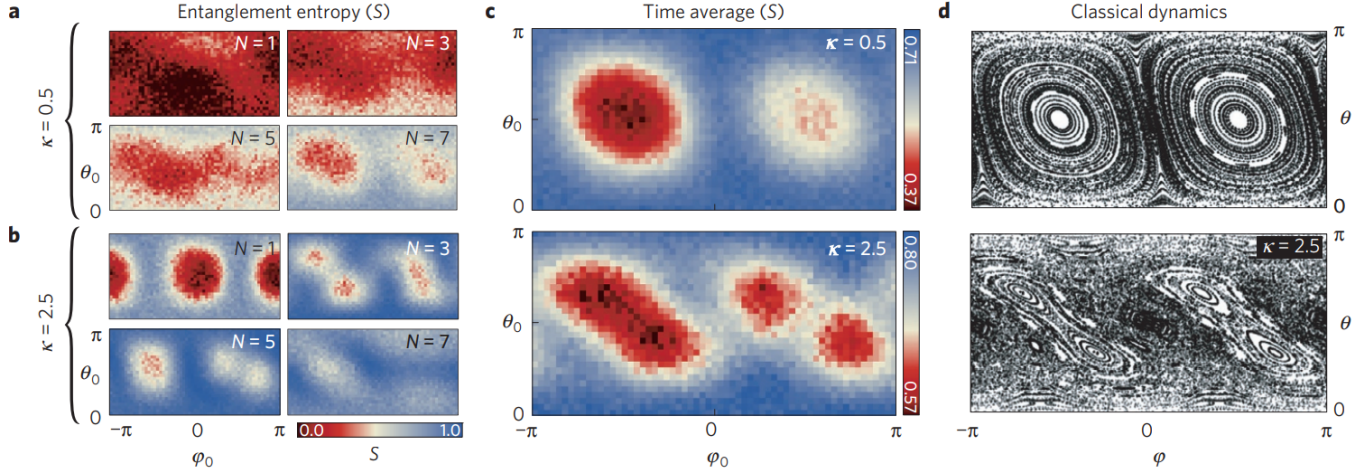 a
Entanglement entropy (S)
κ = 0.5
N = 1
N = 3
π
θ0
0
N = 5
N = 7
b
κ = 2.5
N = 1
N = 3
π
θ0
0
N = 5
N = 7
−π
0
π
φ0
0.0
1.0
S
c
Time average (S)
π
θ0
0
κ = 0.5
0.71
0.37
π
θ0
0
κ = 2.5
0.80
0.57
−π
0
π
φ0
d
Classical dynamics
π
θ
0
κ = 2.5
π
θ
0
−π
0
π
φ